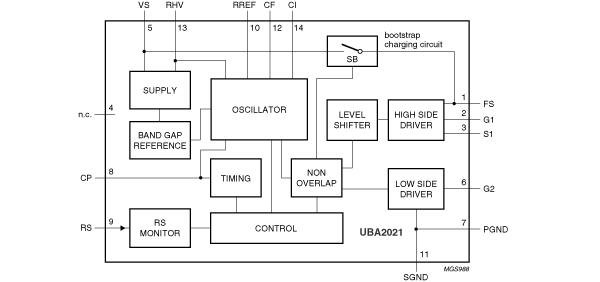 VS RHV RREF CF CI
5 13 10 12 14
bootstrap
charging circuit
SB
SUPPLY
OSCILLATOR
1 FS
n.c. 4
LEVEL
SHIFTER
HIGH SIDE
DRIVER
2 G1
3 S1
BAND GAP
REFERENCE
CP 8
TIMING
NON
OVERLAP
LOW SIDE
DRIVER
6 G2
RS 9
RS
MONITOR
CONTROL
UBA2021
7 PGND
11
SGND
MGS988